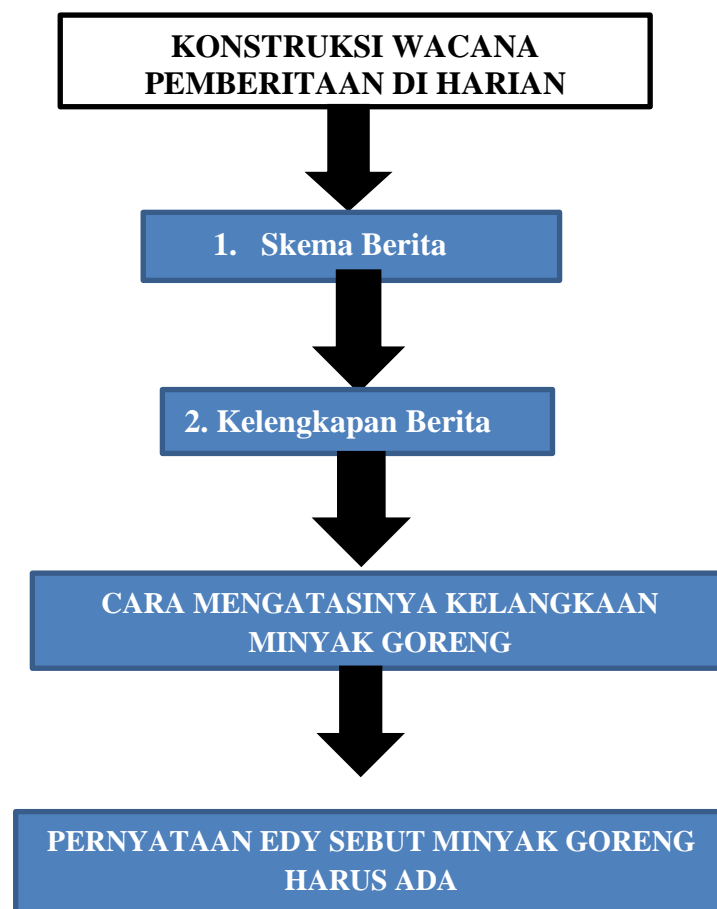 KONSTRUKSI WACANA
PEMBERITAAN DI HARIAN
1. Skema Berita
2. Kelengkapan Berita
CARA MENGATASINYA KELANGKAAN
MINYAK GORENG
PERNYATAAN EDY SEBUT MINYAK GORENG
HARUS ADA